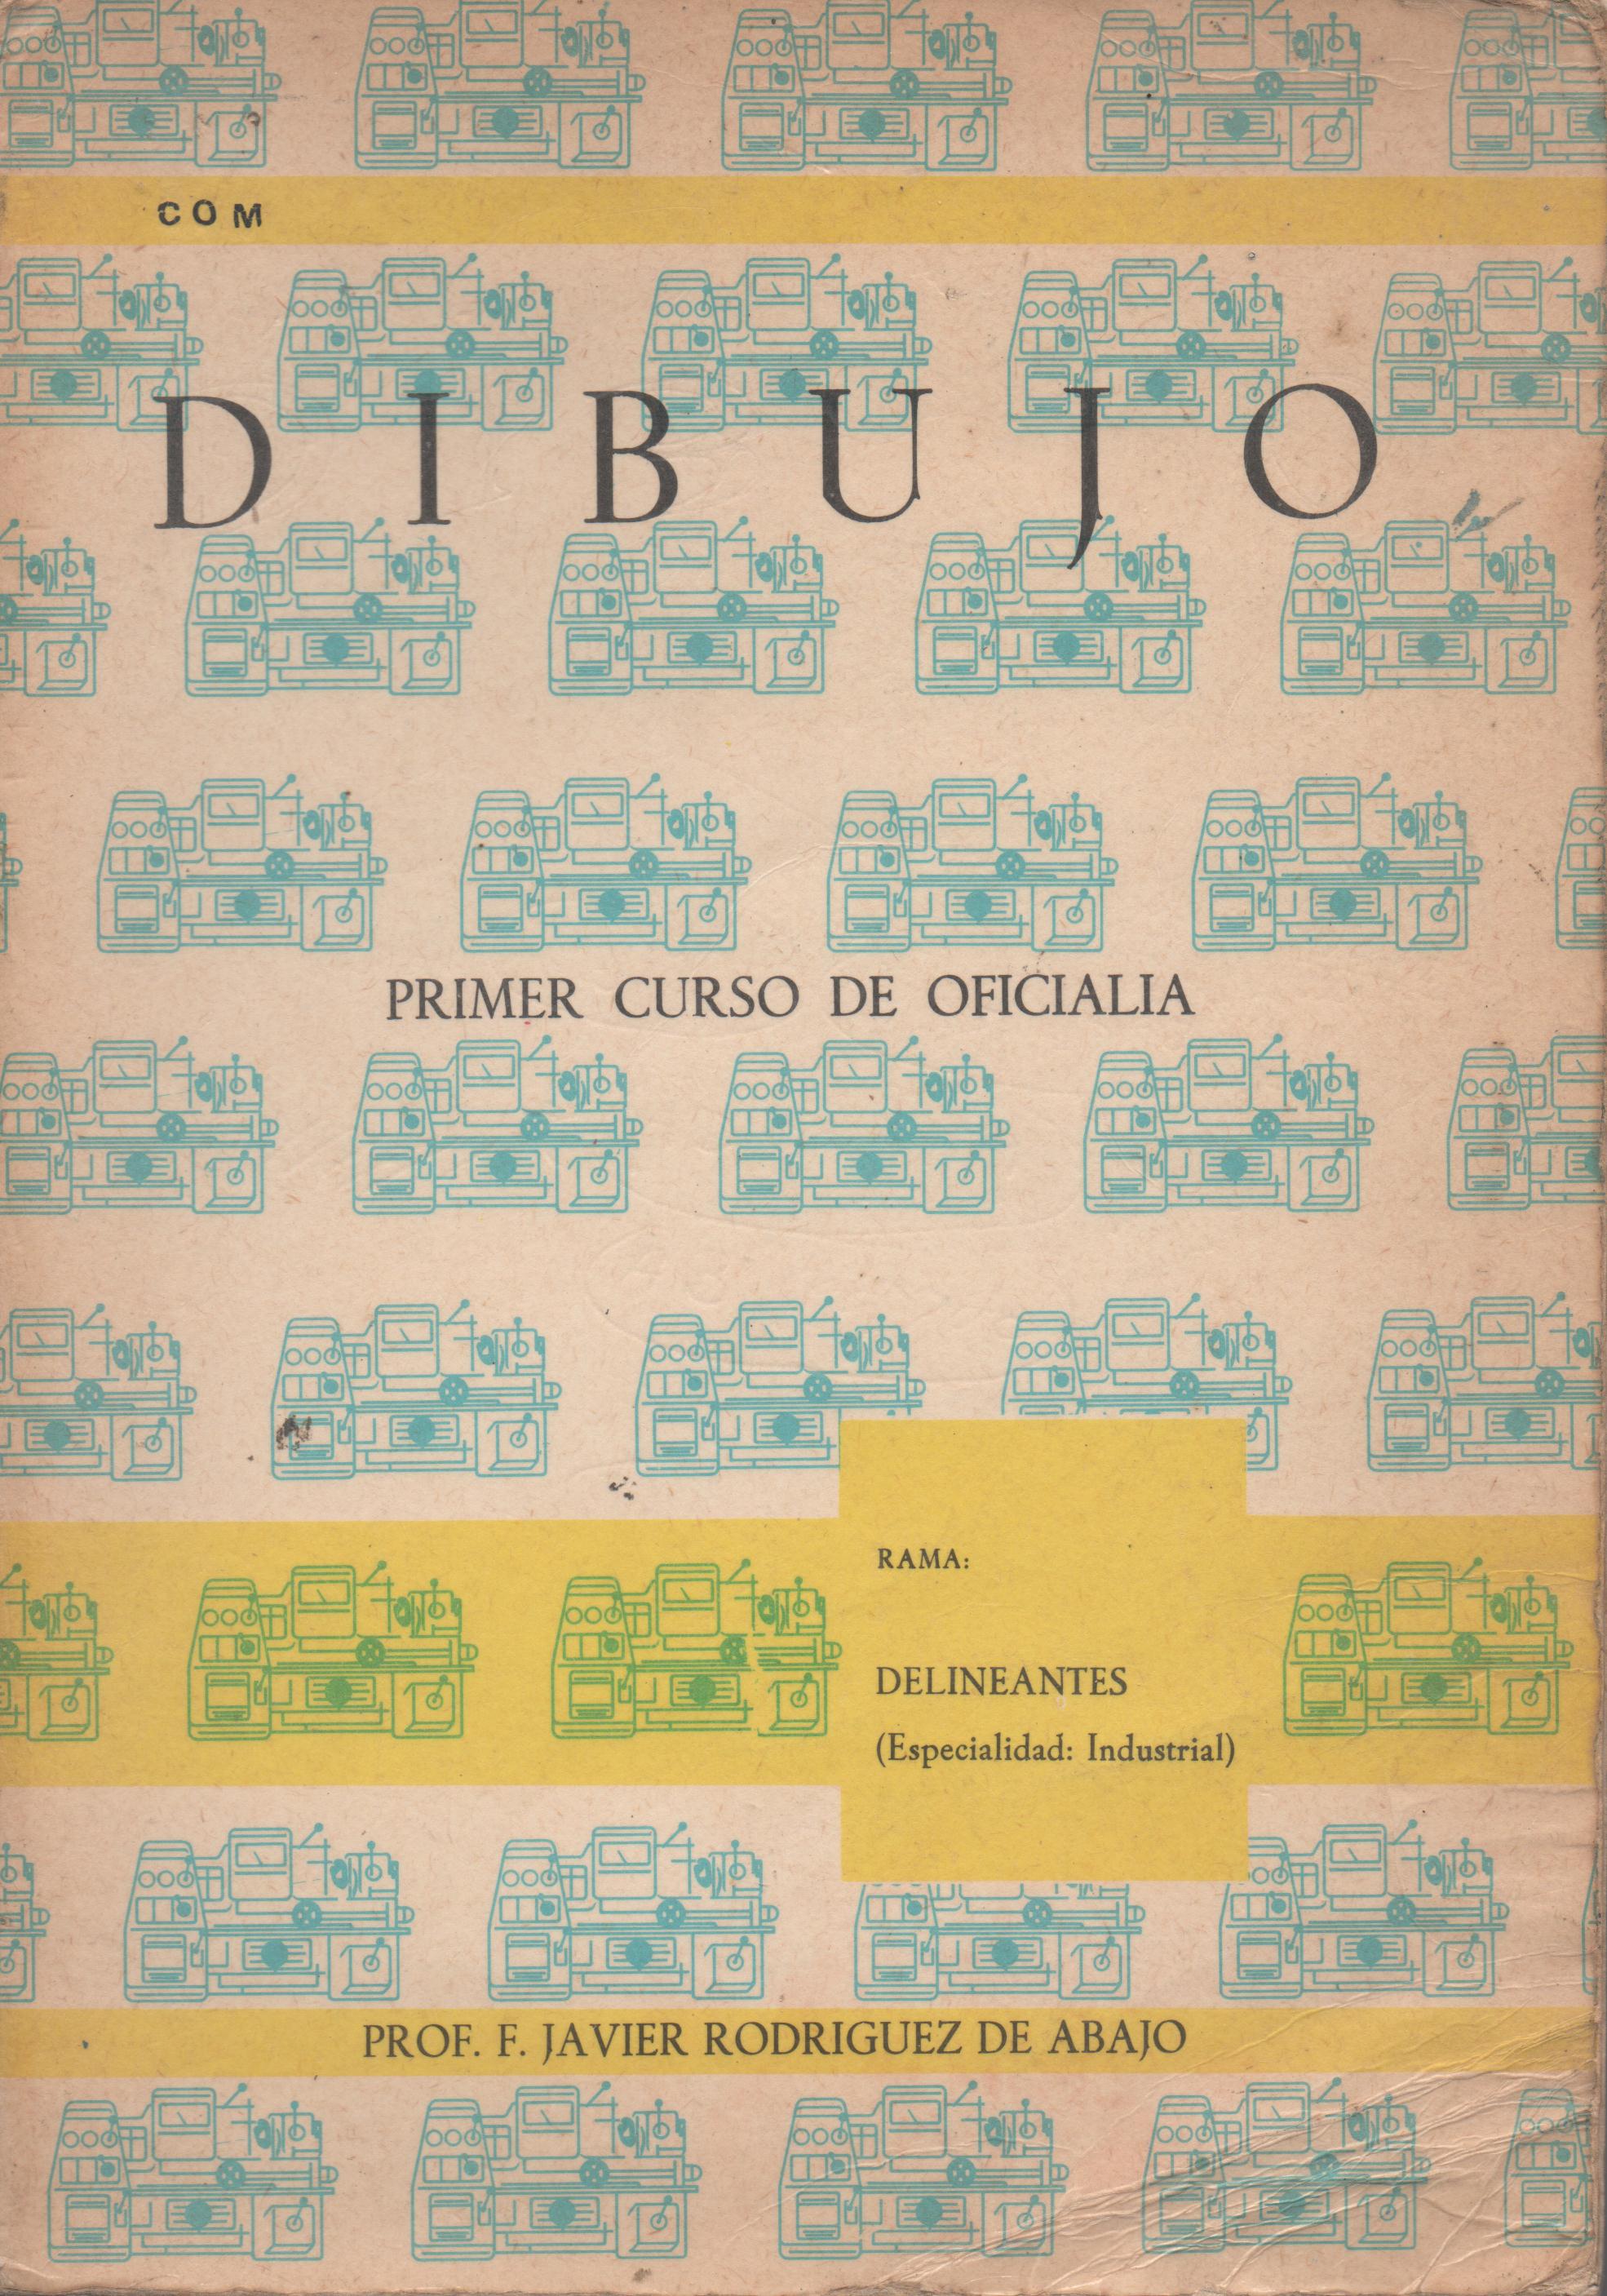 COM
DIBUJO
PRIMER CURSO DE OFICIALIA
RAMA:
DELINEANTES
(Especialidad: Industrial)
PROF. F. JAVIER RODRIGUEZ DE ABAJO